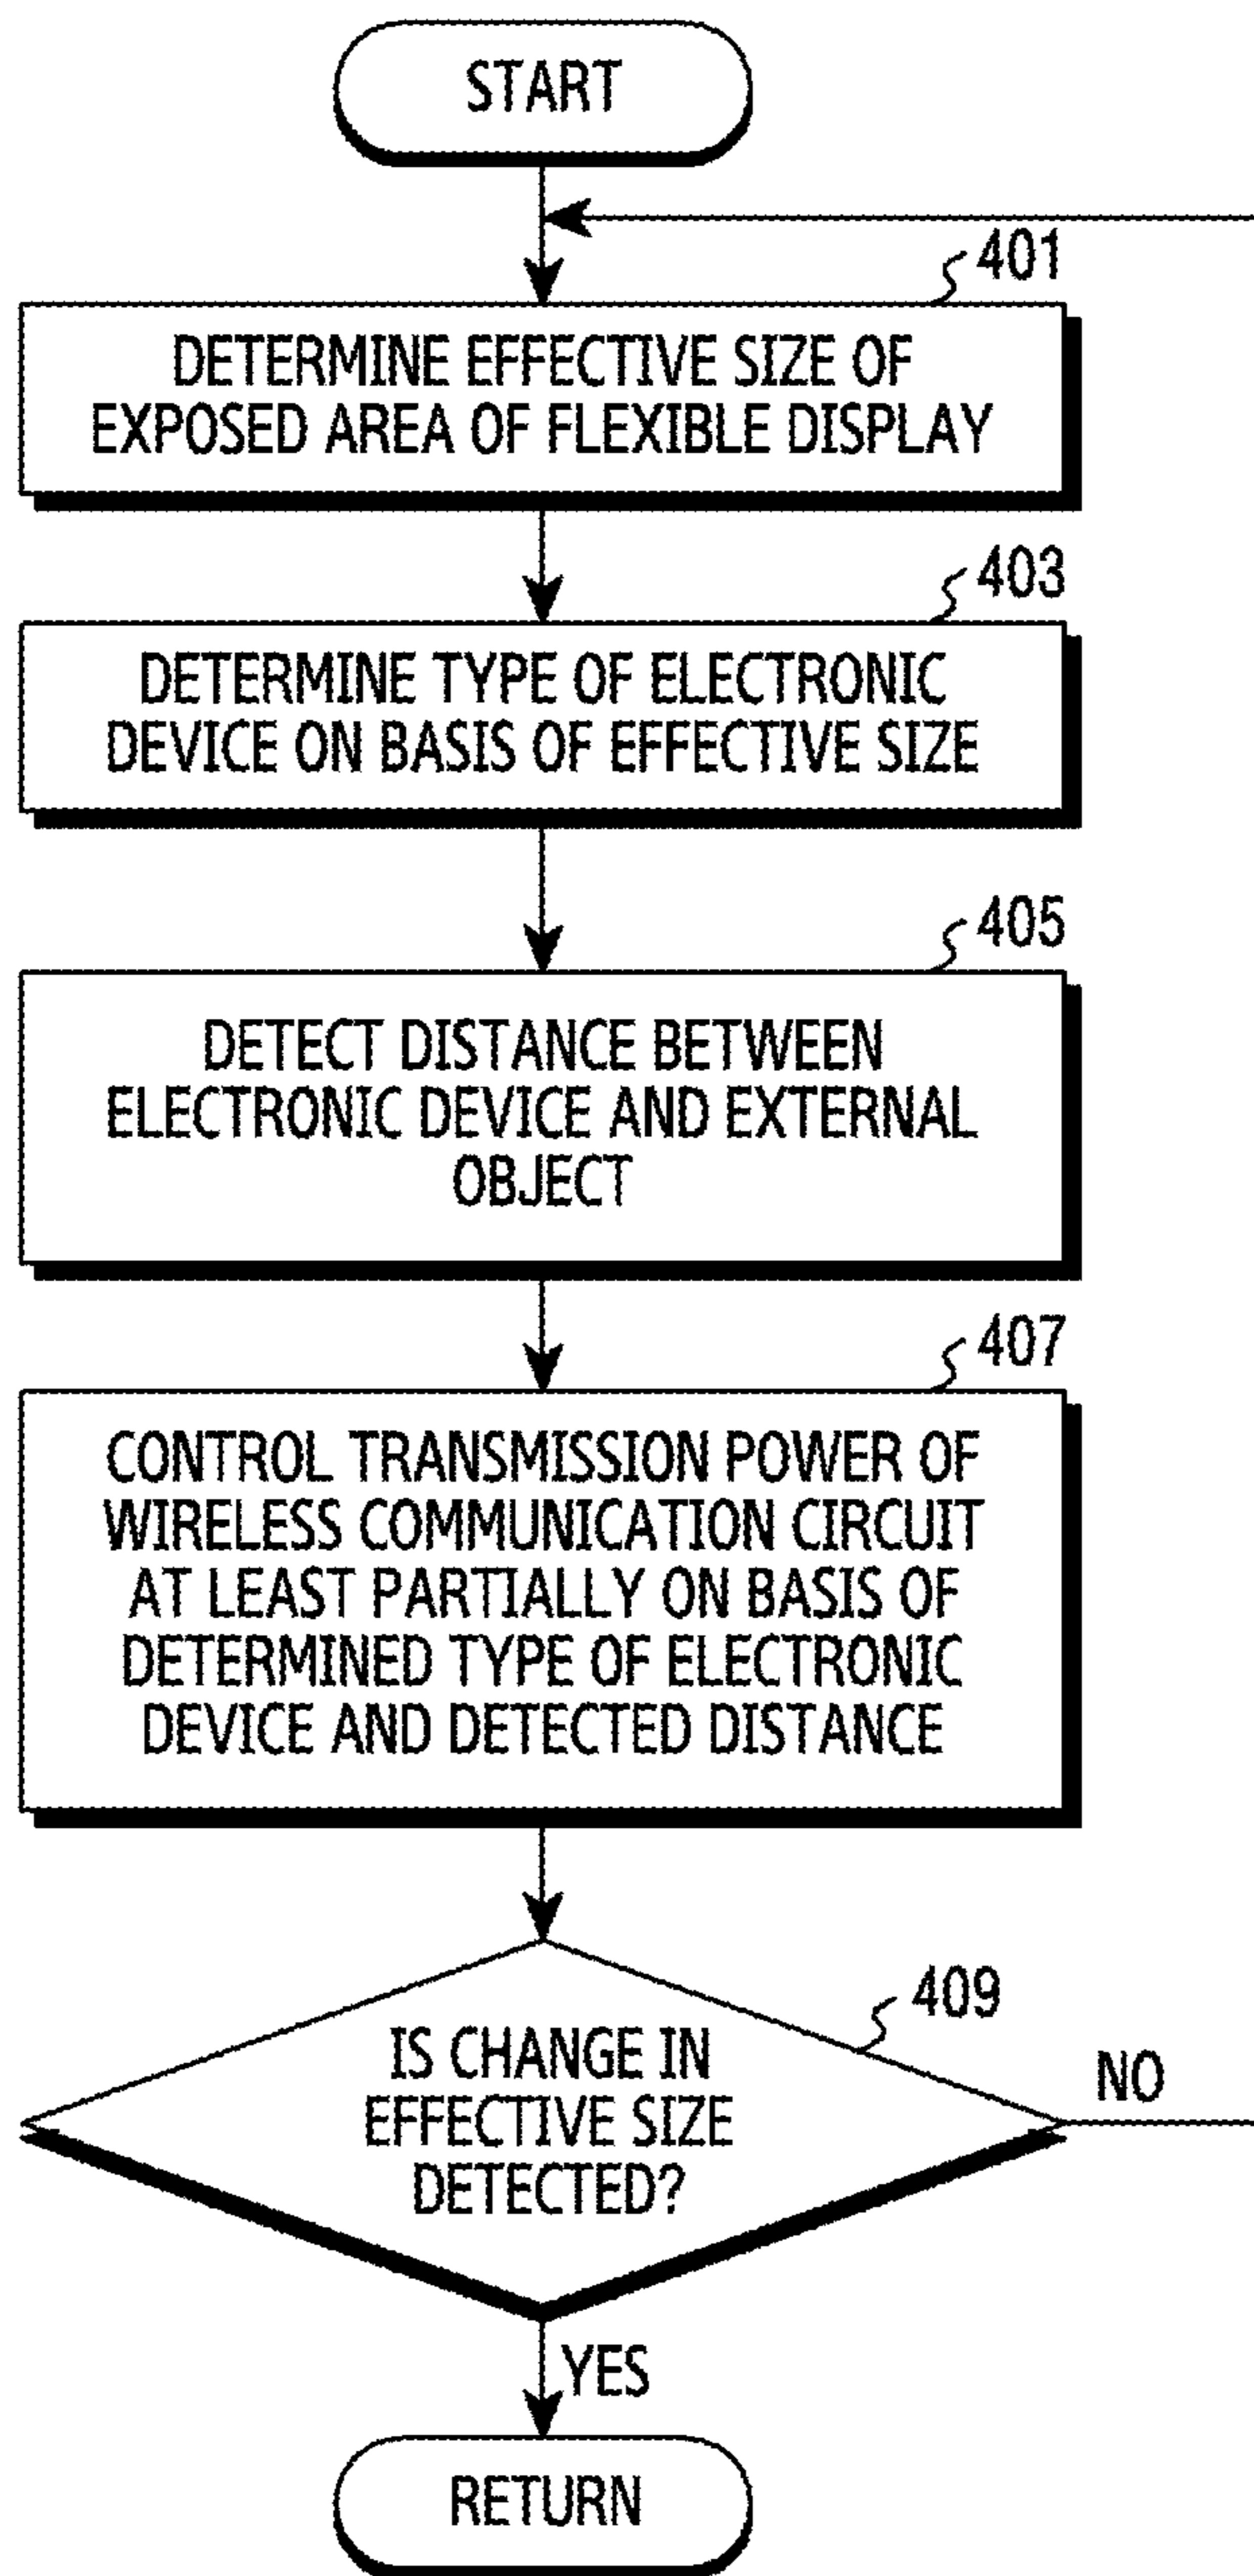 START
401
DETERMINE EFFECTIVE SIZE OF
EXPOSED AREA OF FLEXIBLE DISPLAY
403
DETERMINE TYPE OF ELECTRONIC
DEVICE ON BASIS OF EFFECTIVE SIZE
405
DETECT DISTANCE BETWEEN
ELECTRONIC DEVICE AND EXTERNAL
OBJECT
407
CONTROL TRANSMISSION POWER OF
WIRELESS COMMUNICATION CIRCUIT
AT LEAST PARTIALLY ON BASIS OF
DETERMINED TYPE OF ELECTRONIC
DEVICE AND DETECTED DISTANCE
409
IS CHANGE IN
EFFECTIVE SIZE
DETECTED?
NO
YES
RETURN